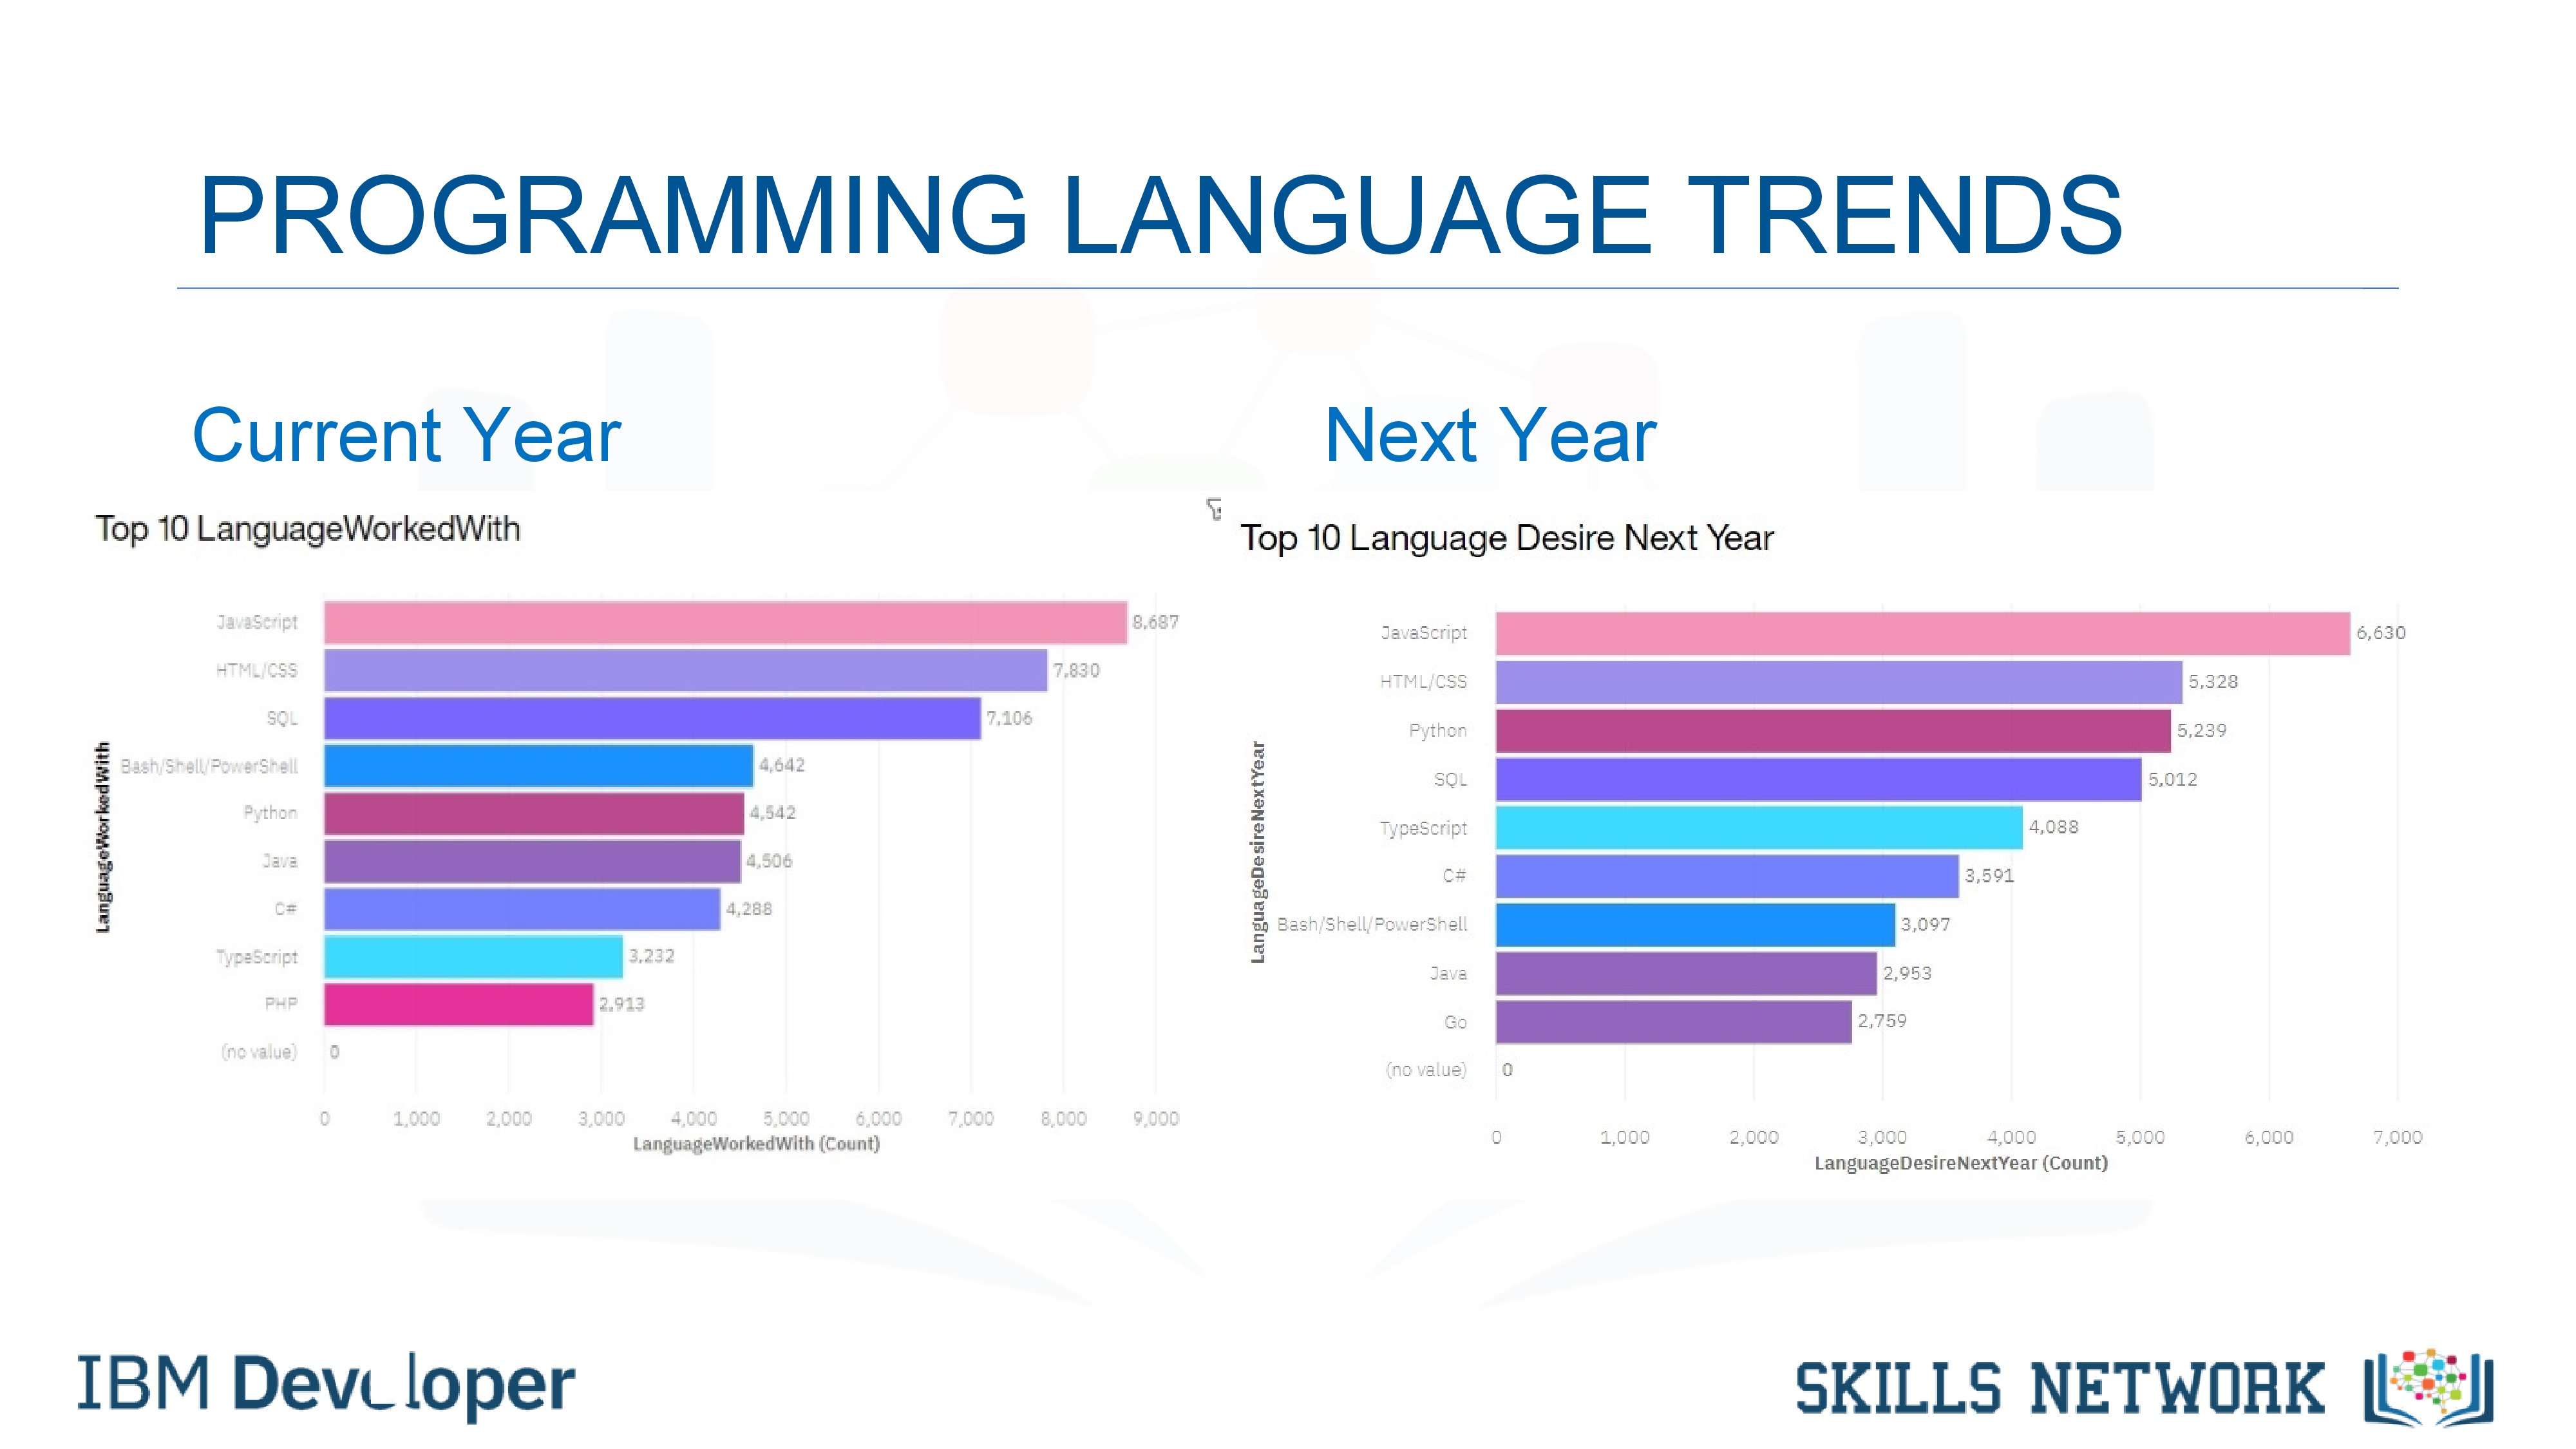 PROGRAMMING LANGUAGE TRENDS
Current Year
Top 10 LanguageWorkedWith
LanguageWorkedWith
JavaScript 8,687
HTML/CSS 7,830
SQL 7,106
Bash/Shell/PowerShell 4,642
Python 4,542
Java 4,506
C# 4,288
TypeScript 3,232
PHP 2,913
(no value) 0
0 1,000 2,000 3,000 4,000 5,000 6,000 7,000 8,000 9,000
LanguageWorkedWith (Count)
Next Year
Top 10 Language Desire Next Year
LanguageDesireNextYear
JavaScript 6,630
HTML/CSS 5,328
Python 5,239
SQL 5,012
TypeScript 4,088
C# 3,591
Bash/Shell/PowerShell 3,097
Java 2,953
Go 2,759
(no value) 0
0 1,000 2,000 3,000 4,000 5,000 6,000 7,000
LanguageDesireNextYear (Count)
IBM Developer
SKILLS NETWORK